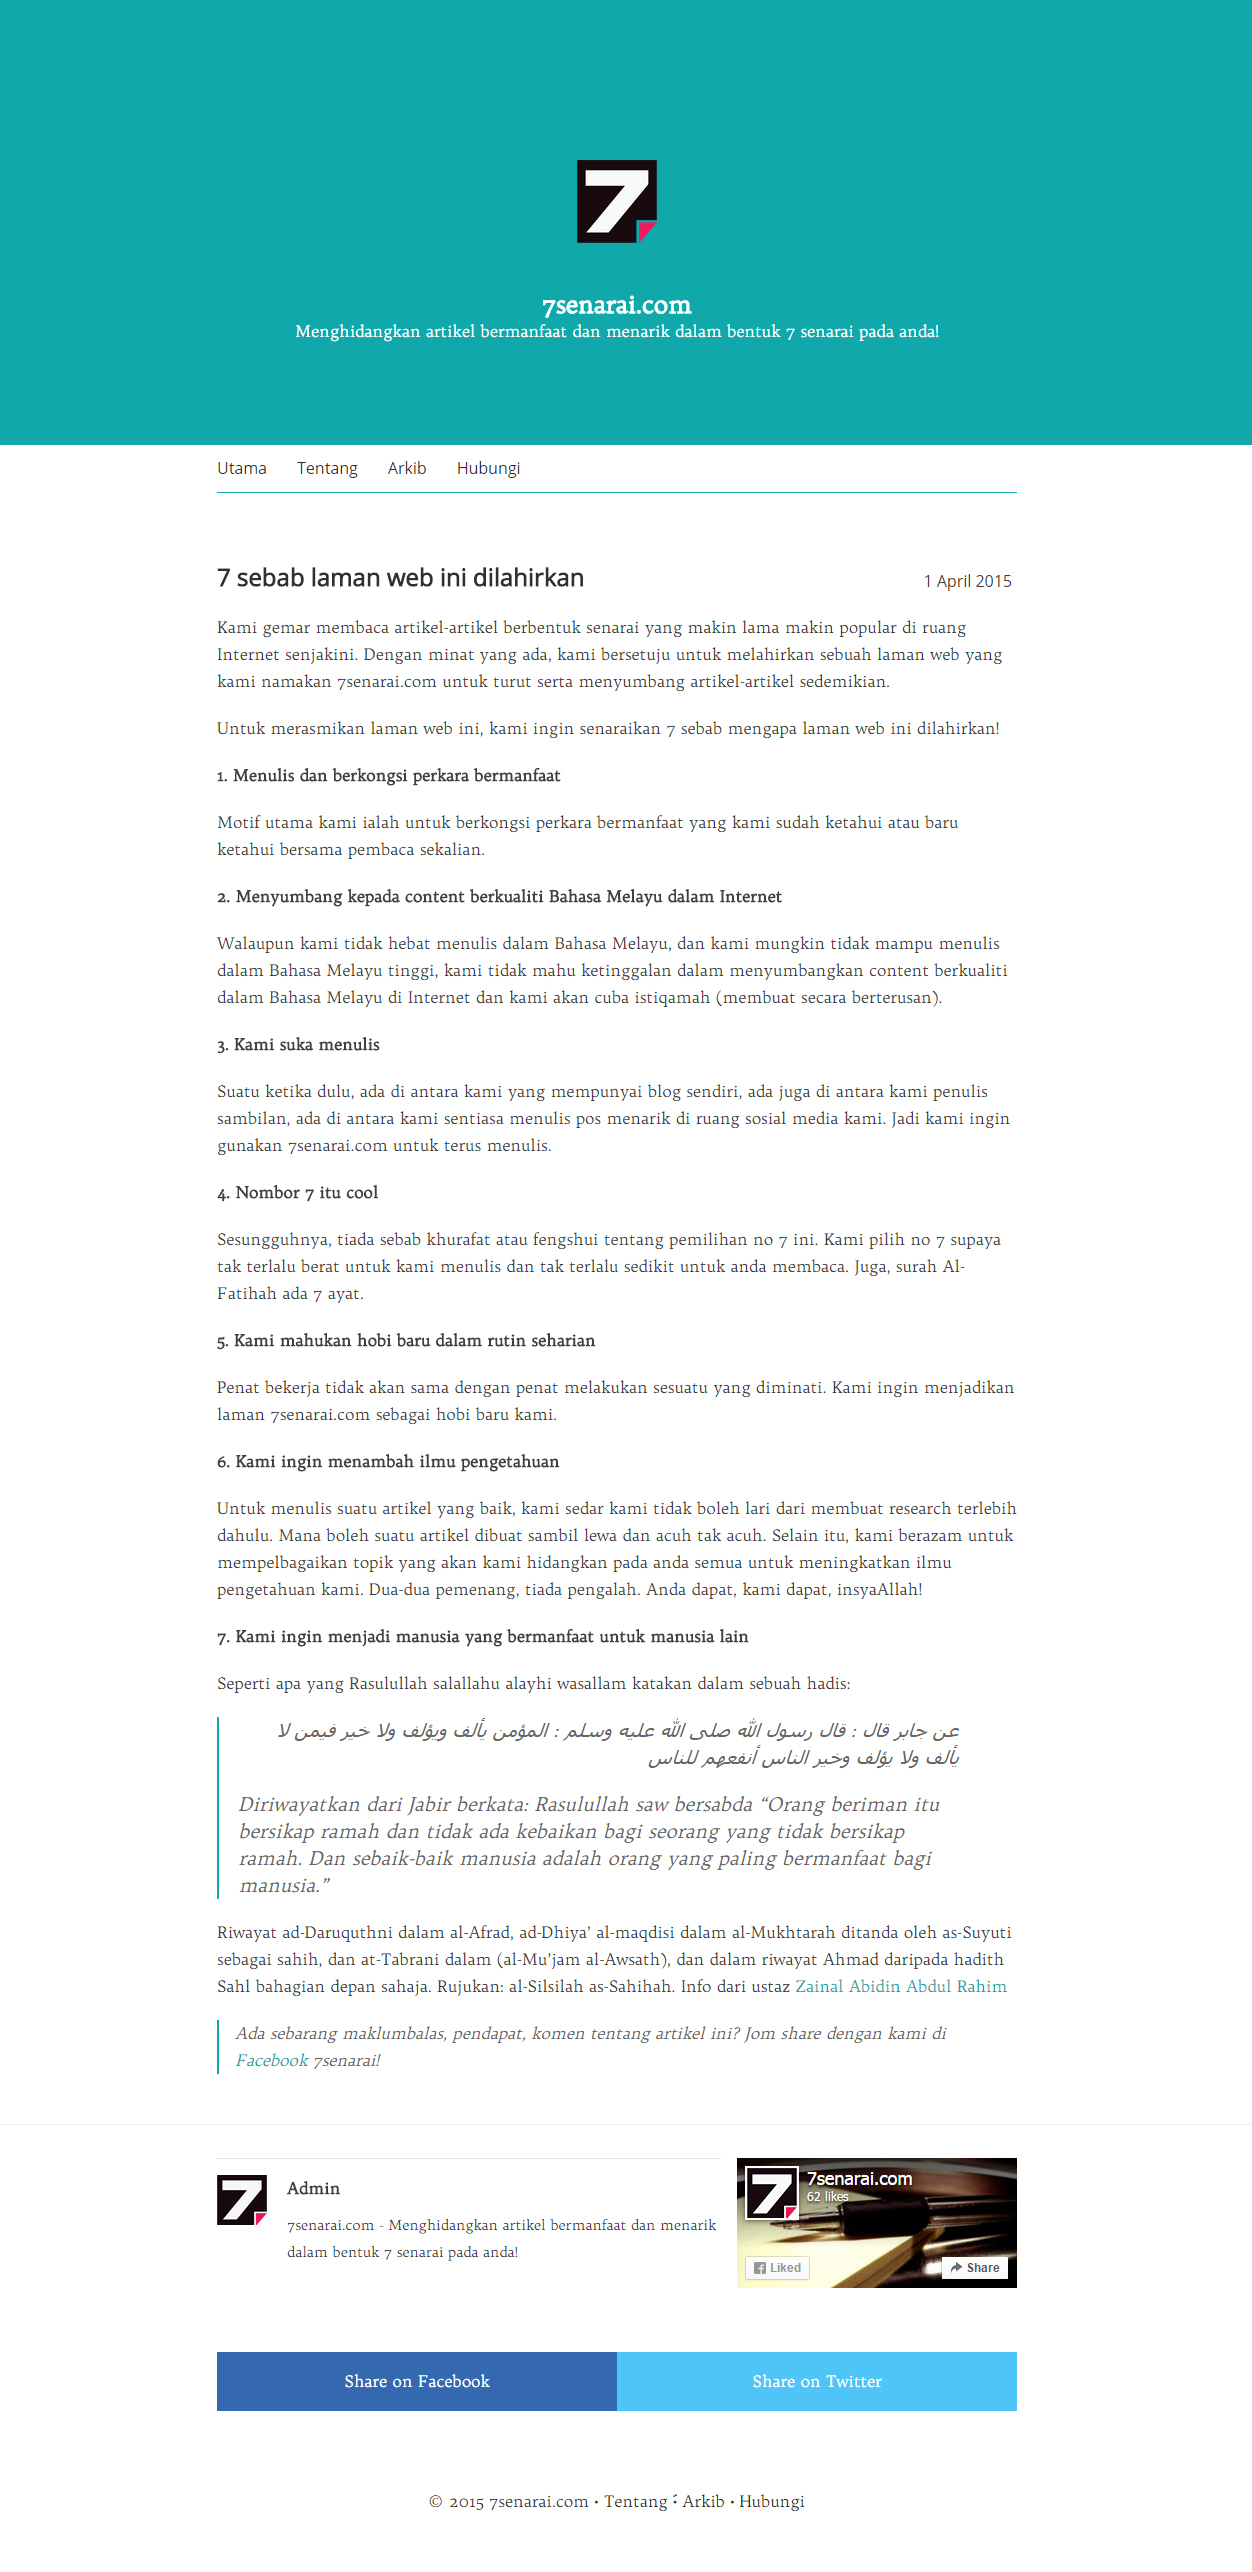 7
7senarai.com
Menghidangkan artikel bermanfaat dan menarik dalam bentuk 7 senarai pada anda!
Utama Tentang Arkib Hubungi
7 sebab laman web ini dilahirkan
1 April 2015
Kami gemar membaca artikel-artikel berbentuk senarai yang makin lama makin popular di ruang
Internet senjakini. Dengan minat yang ada, kami bersetuju untuk melahirkan sebuah laman web yang
kami namakan 7senarai.com untuk turut serta menyumbang artikel-artikel sedemikian.
Untuk merasmikan laman web ini, kami ingin senaraikan 7 sebab mengapa laman web ini dilahirkan!
1. Menulis dan berkongsi perkara bermanfaat
Motif utama kami ialah untuk berkongsi perkara bermanfaat yang kami sudah ketahui atau baru
ketahui bersama pembaca sekalian.
2. Menyumbang kepada content berkualiti Bahasa Melayu dalam Internet
Walaupun kami tidak hebat menulis dalam Bahasa Melayu, dan kami mungkin tidak mampu menulis
dalam Bahasa Melayu tinggi, kami tidak mahu ketinggalan dalam menyumbangkan content berkualiti
dalam Bahasa Melayu di Internet dan kami akan cuba istiqamah (membuat secara berterusan).
3. Kami suka menulis
Suatu ketika dulu, ada di antara kami yang mempunyai blog sendiri, ada juga di antara kami penulis
sambilan, ada di antara kami sentiasa menulis pos menarik di ruang sosial media kami. Jadi kami ingin
gunakan 7senarai.com untuk terus menulis.
4. Nombor 7 itu cool
Sesungguhnya, tiada sebab khurafat atau fengshui tentang pemilihan no 7 ini. Kami pilih no 7 supaya
tak terlalu berat untuk kami menulis dan tak terlalu sedikit untuk anda membaca. Juga, surah Al-
Fatihah ada 7 ayat.
5. Kami mahukan hobi baru dalam rutin seharian
Penat bekerja tidak akan sama dengan penat melakukan sesuatu yang diminati. Kami ingin menjadikan
laman 7senarai.com sebagai hobi baru kami.
6. Kami ingin menambah ilmu pengetahuan
Untuk menulis suatu artikel yang baik, kami sedar kami tidak boleh lari dari membuat research terlebih
dahulu. Mana boleh suatu artikel dibuat sambil lewa dan acuh tak acuh. Selain itu, kami berazam untuk
mempelbagaikan topik yang akan kami hidangkan pada anda semua untuk meningkatkan ilmu
pengetahuan kami. Dua-dua pemenang, tiada pengalah. Anda dapat, kami dapat, insyaAllah!
7. Kami ingin menjadi manusia yang bermanfaat untuk manusia lain
Seperti apa yang Rasulullah salallahu alayhi wasallam katakan dalam sebuah hadis:
عن جابر قال : قال رسول الله صلى الله عليه وسلم : المؤمن يألف ويؤلف ولا خير فيمن لا
يألف ولا يؤلف وخير الناس أنفعهم للناس
Diriwayatkan dari Jabir berkata: Rasulullah saw bersabda “Orang beriman itu
bersikap ramah dan tidak ada kebaikan bagi seorang yang tidak bersikap
ramah. Dan sebaik-baik manusia adalah orang yang paling bermanfaat bagi
manusia.”
Riwayat ad-Daruquthni dalam al-Afrad, ad-Dhiya’ al-maqdisi dalam al-Mukhtarah ditanda oleh as-Suyuti
sebagai sahih, dan at-Tabrani dalam (al-Mu’jam al-Awsath), dan dalam riwayat Ahmad daripada hadith
Sahl bahagian depan sahaja. Rujukan: al-Silsilah as-Sahihah. Info dari ustaz Zainal Abidin Abdul Rahim
Ada sebarang maklumbalas, pendapat, komen tentang artikel ini? Jom share dengan kami di
Facebook 7senarai!
7
Admin
7senarai.com - Menghidangkan artikel bermanfaat dan menarik
dalam bentuk 7 senarai pada anda!
7
7senarai.com
62 likes
Liked
Share
Share on Facebook
Share on Twitter
© 2015 7senarai.com • Tentang • Arkib • Hubungi